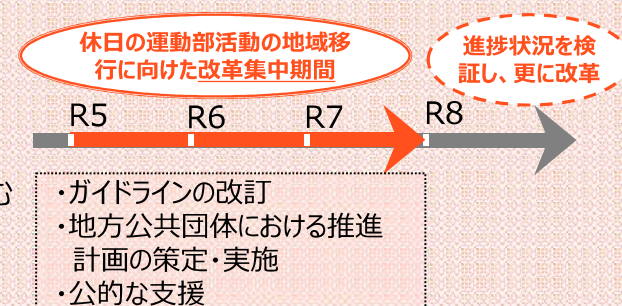 休日の運動部活動の地域移
行に向けた改革集中期間
進捗状況を検
証し、更に改革
R5 R6 R7 R8
む
・ガイドラインの改訂
・地方公共団体における推進
計画の策定・実施
・公的な支援